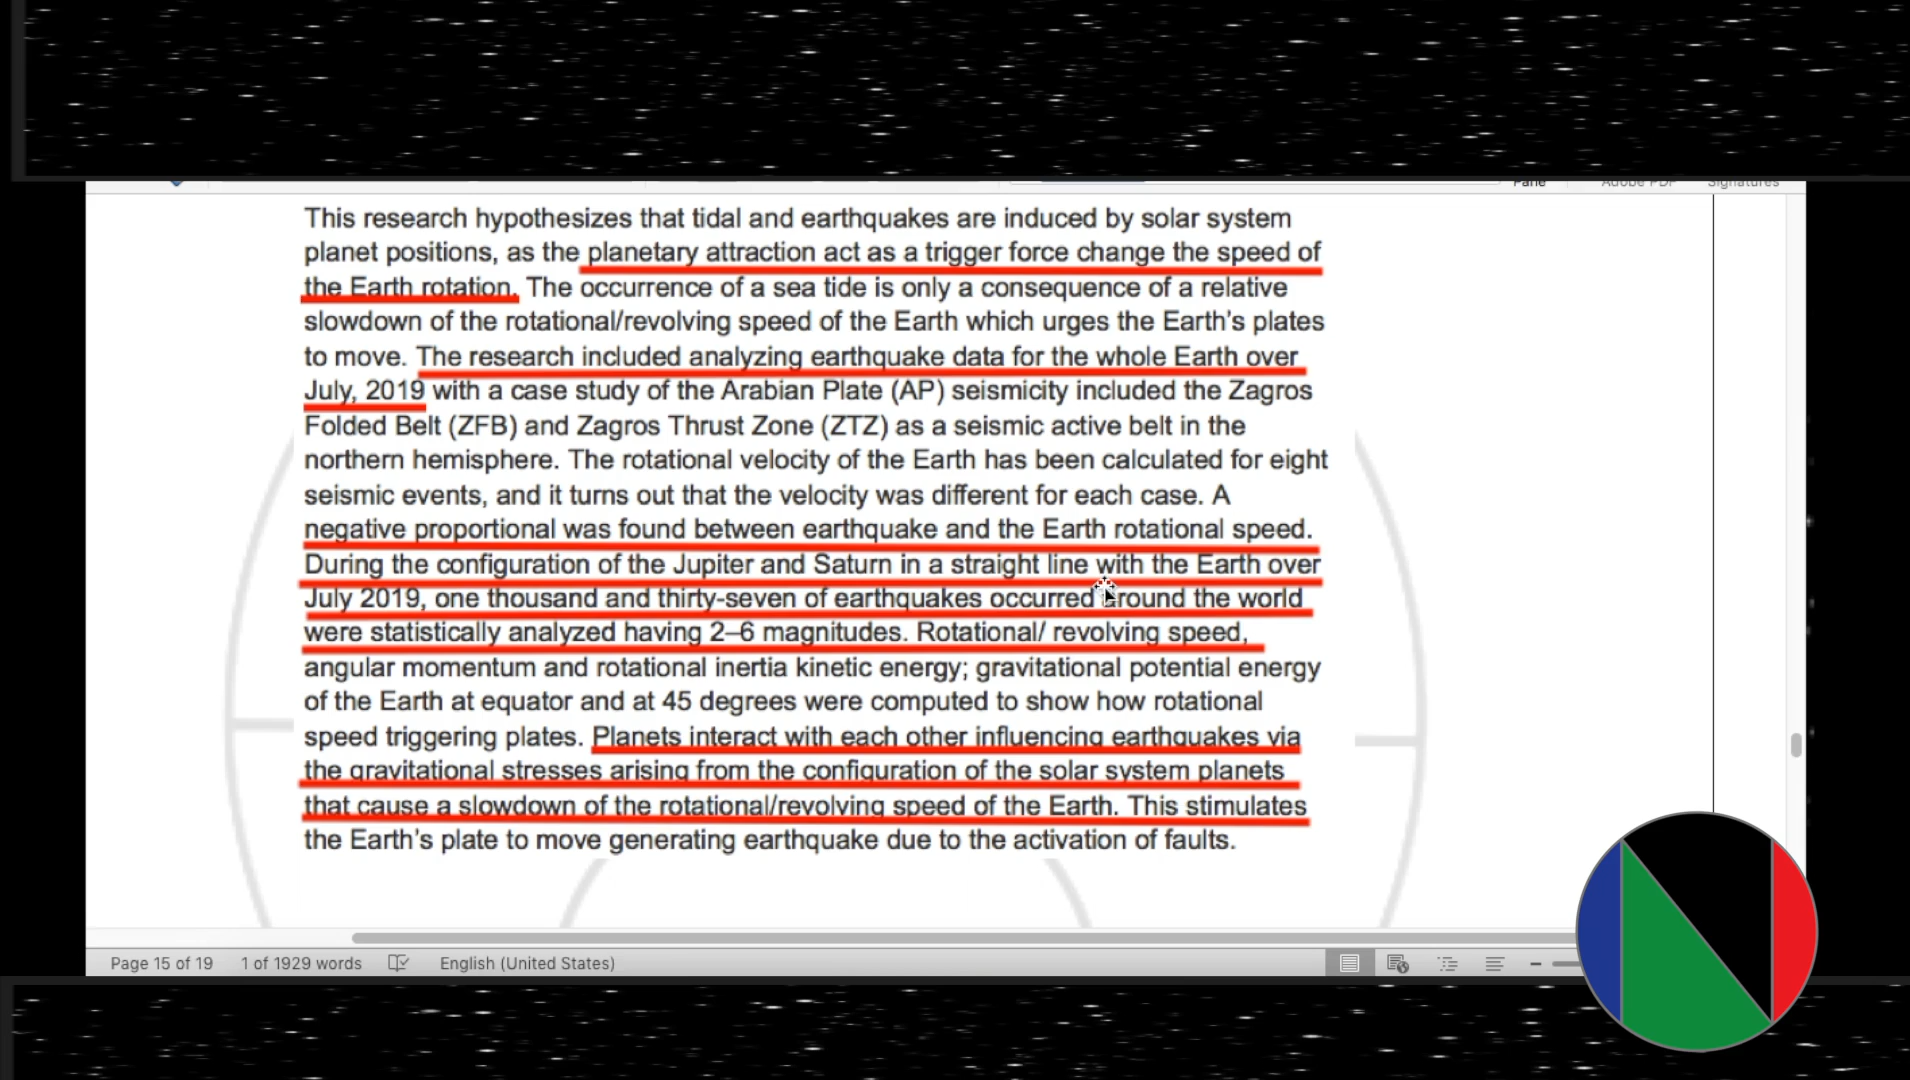 Pane Adobe PDF Signatures
This research hypothesizes that tidal and earthquakes are induced by solar system
planet positions, as the planetary attraction act as a trigger force change the speed of
the Earth rotation. The occurrence of a sea tide is only a consequence of a relative
slowdown of the rotational/revolving speed of the Earth which urges the Earth's plates
to move. The research included analyzing earthquake data for the whole Earth over
July, 2019 with a case study of the Arabian Plate (AP) seismicity included the Zagros
Folded Belt (ZFB) and Zagros Thrust Zone (ZTZ) as a seismic active belt in the
northern hemisphere. The rotational velocity of the Earth has been calculated for eight
seismic events, and it turns out that the velocity was different for each case. A
negative proportional was found between earthquake and the Earth rotational speed.
During the configuration of the Jupiter and Saturn in a straight line with the Earth over
July 2019, one thousand and thirty-seven of earthquakes occurred around the world
were statistically analyzed having 2–6 magnitudes. Rotational/ revolving speed,
angular momentum and rotational inertia kinetic energy; gravitational potential energy
of the Earth at equator and at 45 degrees were computed to show how rotational
speed triggering plates. Planets interact with each other influencing earthquakes via
the gravitational stresses arising from the configuration of the solar system planets
that cause a slowdown of the rotational/revolving speed of the Earth. This stimulates
the Earth's plate to move generating earthquake due to the activation of faults.
Page 15 of 19 1 of 1929 words English (United States)